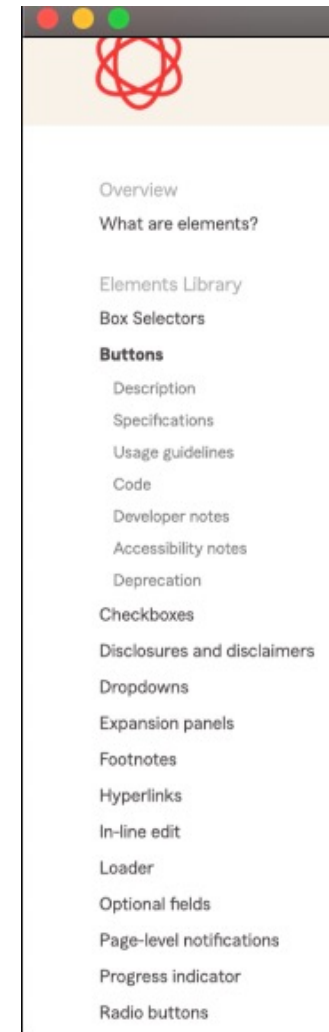 Overview
What are elements?
Elements Library
Box Selectors
Buttons
Description
Specifications
Usage guidelines
Code
Developer notes
Accessibility notes
Deprecation
Checkboxes
Disclosures and disclaimers
Dropdowns
Expansion panels
Footnotes
Hyperlinks
In-line edit
Loader
Optional fields
Page-level notifications
Progress indicator
Radio buttons